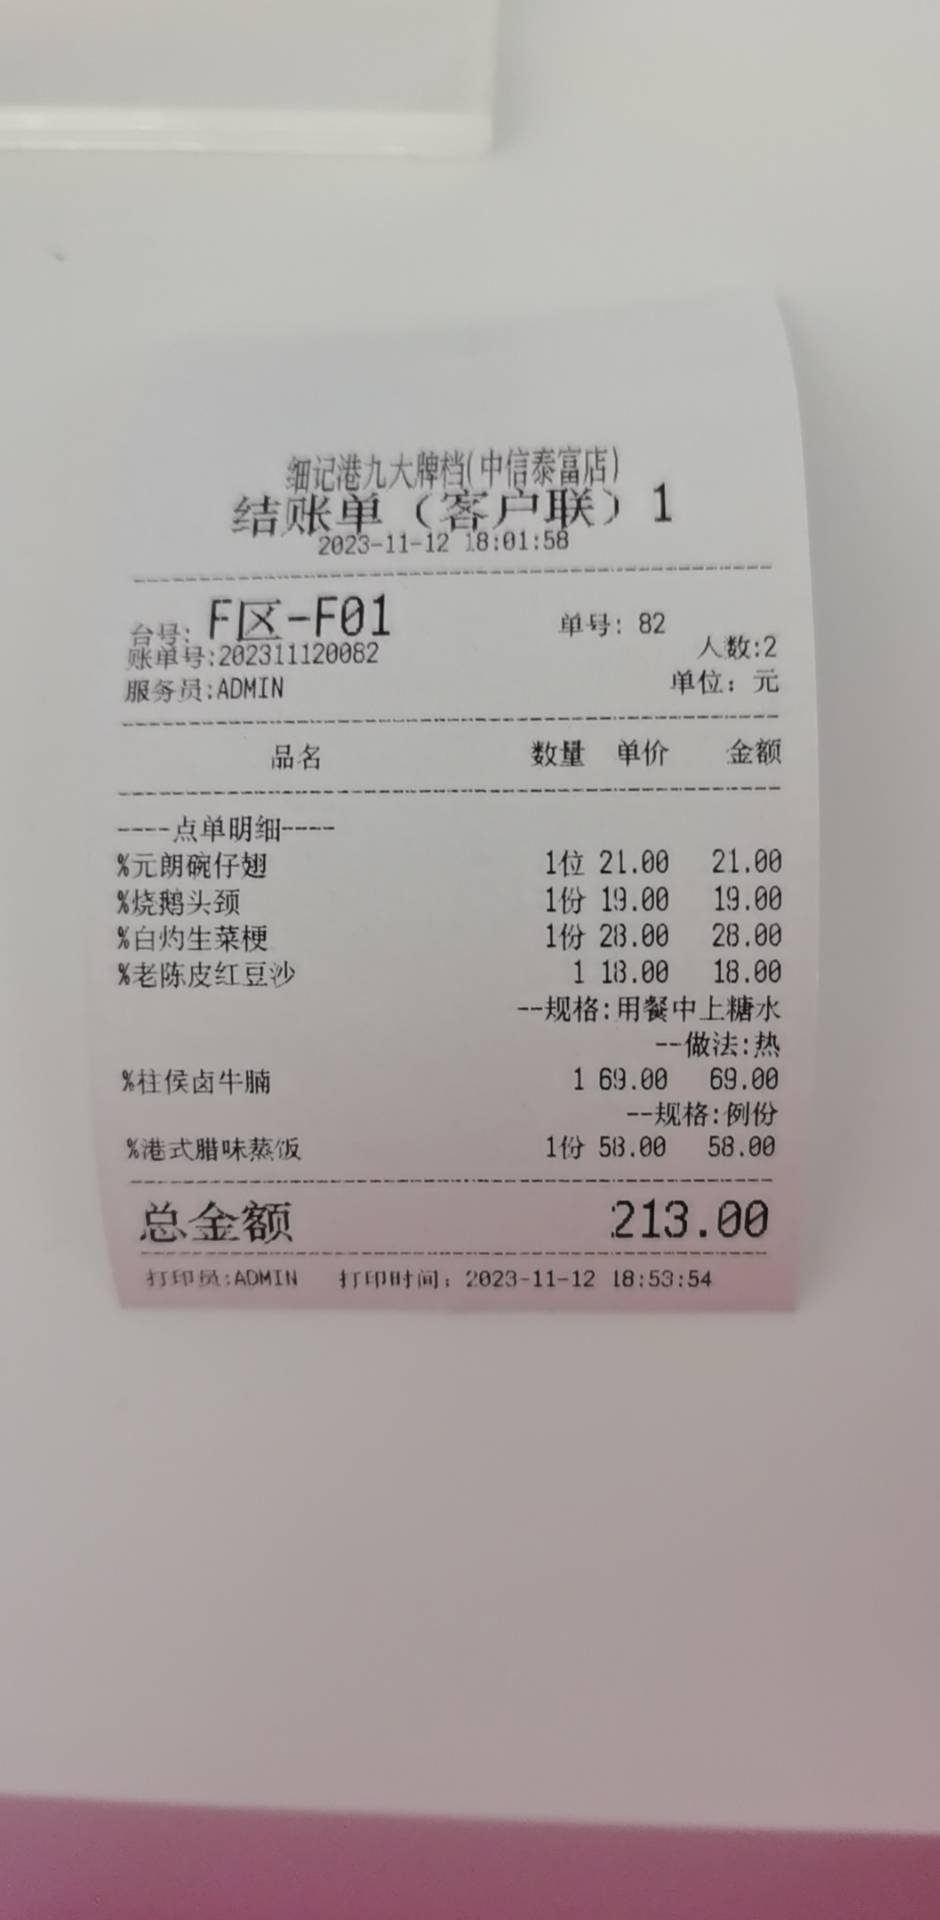 细记港九大牌档(中信泰富店)
结账单（客户联）1
2023-11-12 18:01:58
台号: F区-F01 单号: 82
账单号:202311120082 人数:2
服务员:ADMIN 单位: 元
品名 数量 单价 金额
----点单明细----
%元朗碗仔翅 1位 21.00 21.00
%烧鹅头颈 1份 19.00 19.00
%白灼生菜梗 1份 28.00 28.00
%老陈皮红豆沙 1 18.00 18.00
--规格:用餐中上糖水
--做法:热
%柱侯卤牛腩 1 69.00 69.00
--规格:例份
%港式腊味蒸饭 1份 58.00 58.00
总金额 213.00
打印员:ADMIN 打印时间: 2023-11-12 18:53:54